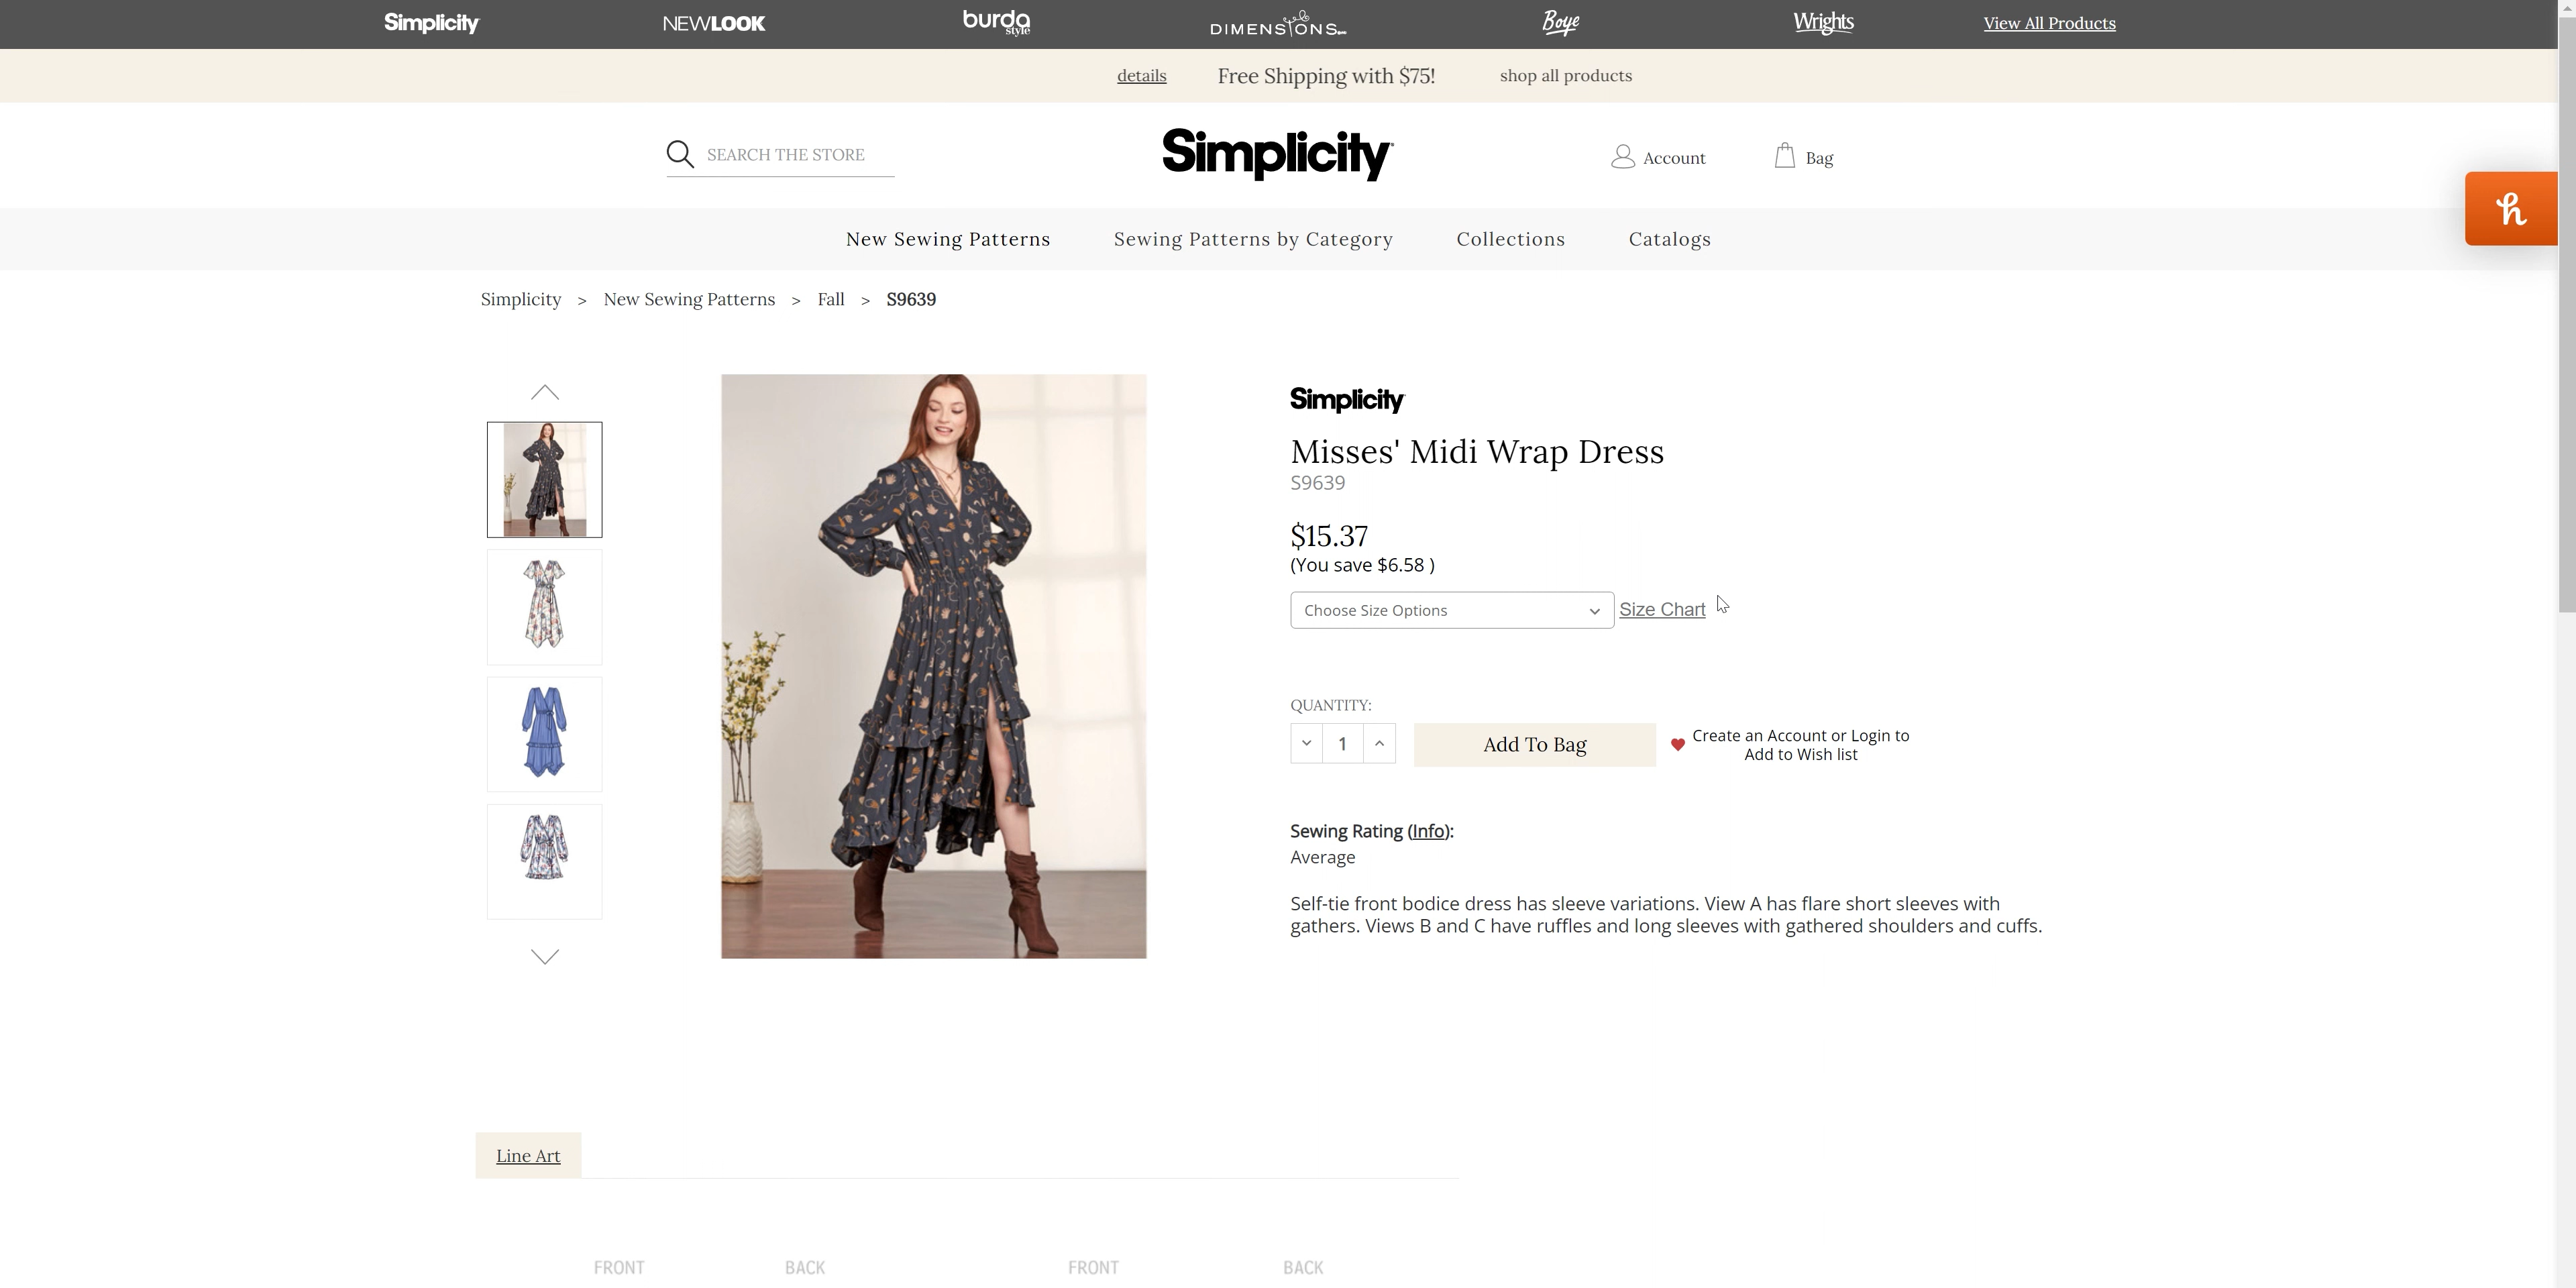 Simplicity
NEWLOOK
burda
style
DIMENSIONS
Boye
Wrights
View All Products
details
Free Shipping with $75!
shop all products
SEARCH THE STORE
Simplicity
Account
Bag
New Sewing Patterns
Sewing Patterns by Category
Collections
Catalogs
Simplicity > New Sewing Patterns > Fall > S9639
Simplicity
Misses' Midi Wrap Dress
S9639
$15.37
(You save $6.58 )
Choose Size Options
Size Chart
QUANTITY:
1
Add To Bag
Create an Account or Login to
Add to Wish list
Sewing Rating (Info):
Average
Self-tie front bodice dress has sleeve variations. View A has flare short sleeves with
gathers. Views B and C have ruffles and long sleeves with gathered shoulders and cuffs.
Line Art
FRONT
BACK
FRONT
BACK